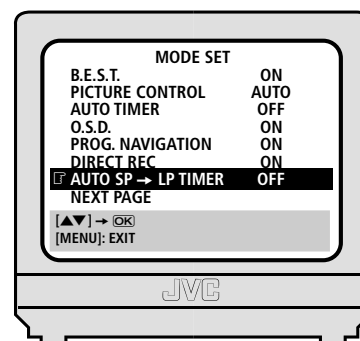 MODE SET
B.E.S.T. ON
PICTURE CONTROL AUTO
AUTO TIMER OFF
O.S.D. ON
PROG. NAVIGATION ON
DIRECT REC ON
☞ AUTO SP → LP TIMER OFF
NEXT PAGE
[▲▼] → OK
[MENU]: EXIT
JVC